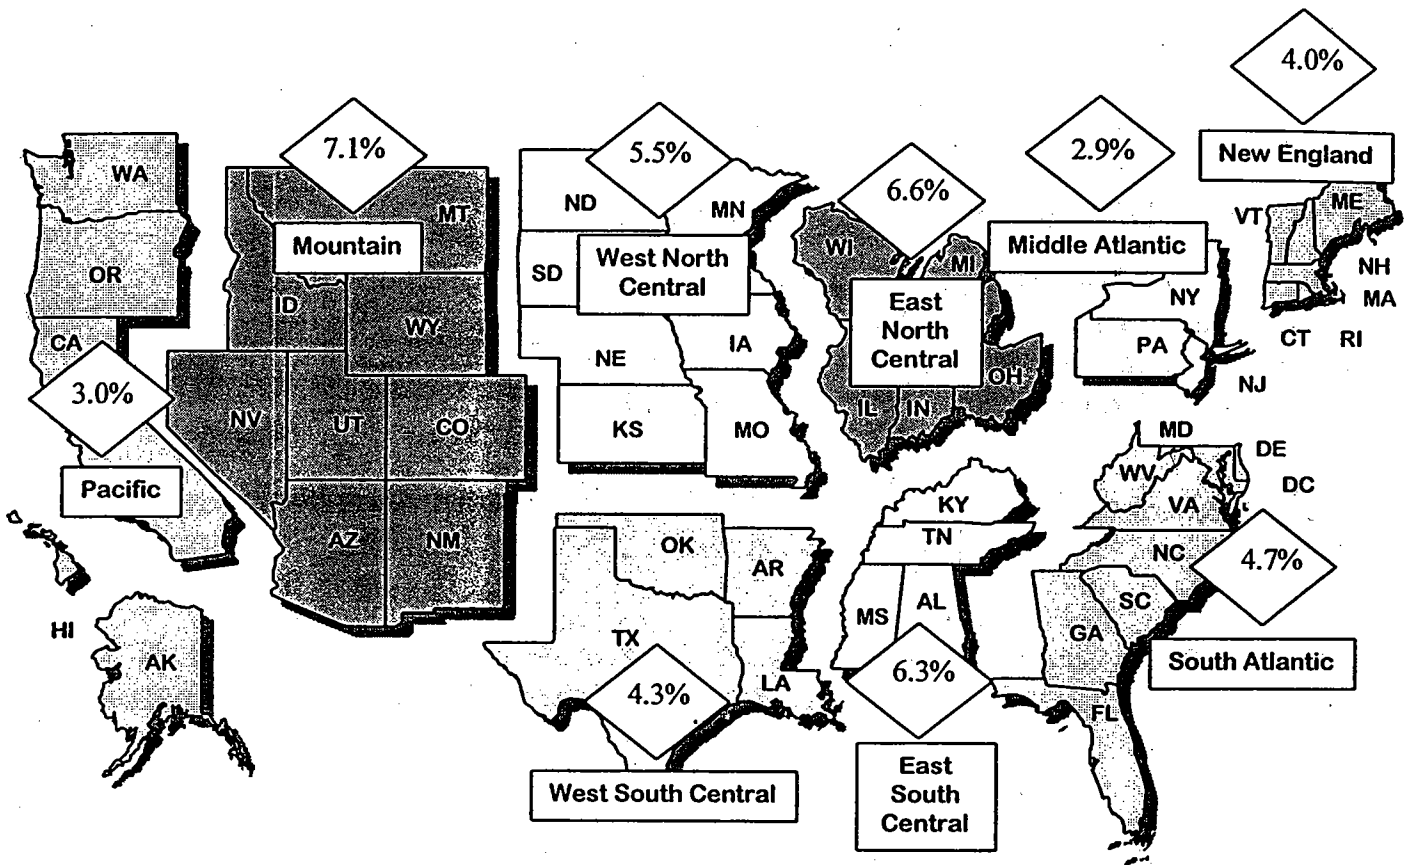 4.0%
New England
7.1%
5.5%
2.9%
6.6%
WA
MT
ND
MN
VT
ME
Mountain
West North
Central
WI
MI
Middle Atlantic
OR
ID
SD
NY
NH
MA
East
North
Central
WY
CA
NE
IA
PA
CT
RI
3.0%
OH
NJ
NV
UT
CO
KS
MO
IL
IN
MD
DE
Pacific
WV
DC
VA
KY
AZ
NM
OK
TN
NC
4.7%
AR
HI
AK
TX
MS
AL
SC
GA
South Atlantic
4.3%
LA
6.3%
FL
West South Central
East
South
Central